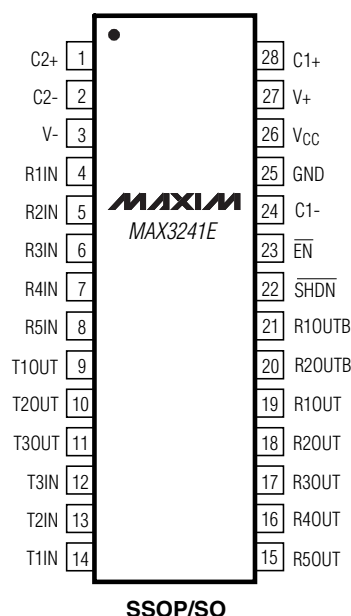 C2+ 1 28 C1+
C2- 2 27 V+
V- 3 26 VCC
R1IN 4 25 GND
R2IN 5 24 C1-
R3IN 6 23 EN
R4IN 7 22 SHDN
R5IN 8 21 R1OUTB
T1OUT 9 20 R2OUTB
T2OUT 10 19 R1OUT
T3OUT 11 18 R2OUT
T3IN 12 17 R3OUT
T2IN 13 16 R4OUT
T1IN 14 15 R5OUT
MAXIM
MAX3241E
SSOP/SO